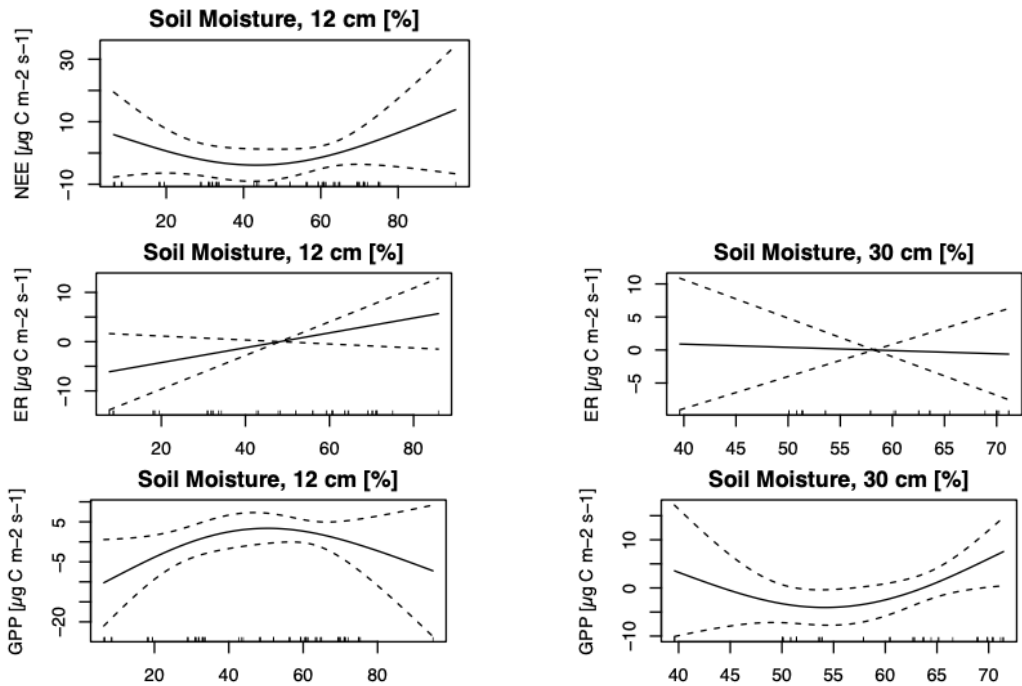 Soil Moisture, 12 cm [%]
NEE [µg C m−2 s−1]
30
10
−10
20 40 60 80
Soil Moisture, 12 cm [%]
ER [µg C m−2 s−1]
10
0
−10
20 40 60 80
Soil Moisture, 30 cm [%]
ER [µg C m−2 s−1]
10
5
0
−5
40 45 50 55 60 65 70
Soil Moisture, 12 cm [%]
GPP [µg C m−2 s−1]
5
−5
−20
20 40 60 80
Soil Moisture, 30 cm [%]
GPP [µg C m−2 s−1]
10
0
−10
40 45 50 55 60 65 70